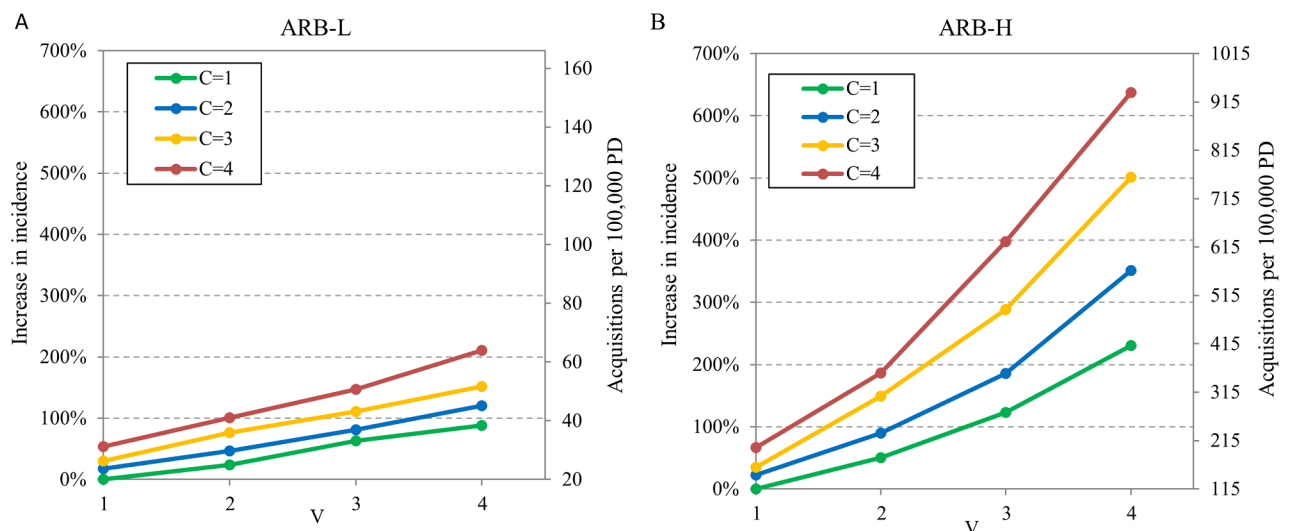 A
ARB-L
700%
600%
500%
400%
300%
200%
100%
0%
Increase in incidence
C=1
C=2
C=3
C=4
160
140
120
100
80
60
40
20
Acquisitions per 100,000 PD
1
2
3
4
V
B
ARB-H
700%
600%
500%
400%
300%
200%
100%
0%
Increase in incidence
C=1
C=2
C=3
C=4
1015
915
815
715
615
515
415
315
215
115
Acquisitions per 100,000 PD
1
2
3
4
V